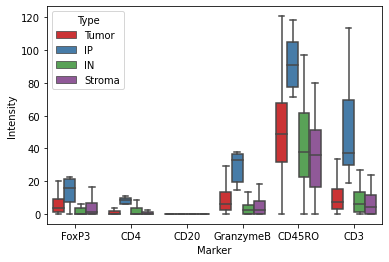 Type
Tumor
IP
IN
Stroma
120
100
80
60
40
20
0
Intensity
FoxP3 CD4 CD20 GranzymeB CD45RO CD3
Marker